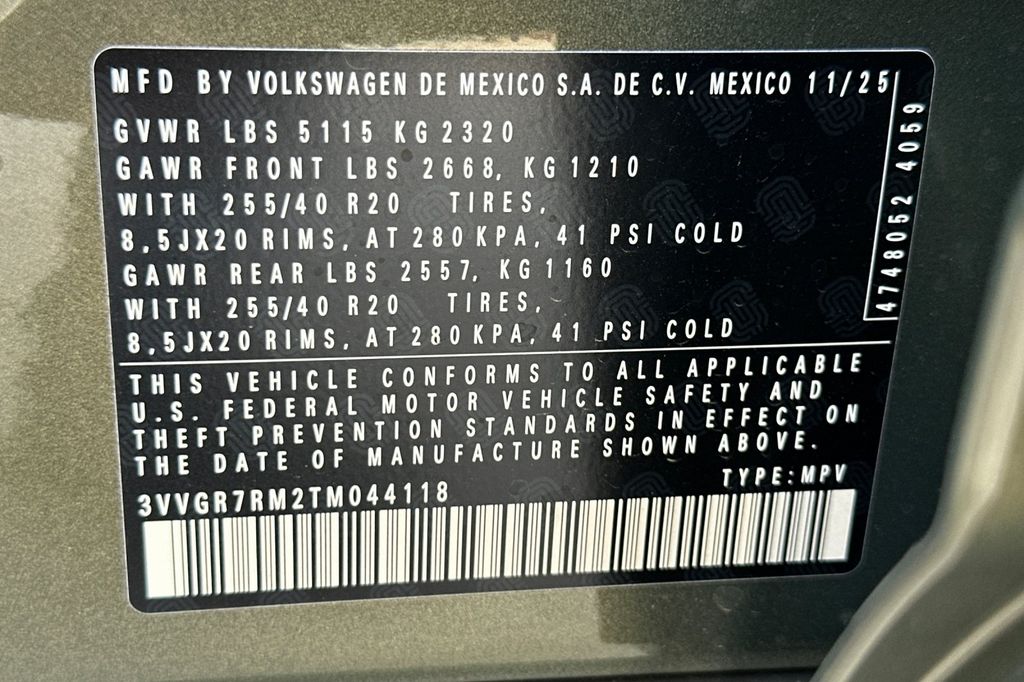 MFD BY VOLKSWAGEN DE MEXICO S.A. DE C.V. MEXICO 11/25
GVWR LBS 5115 KG 2320
GAWR FRONT LBS 2668, KG 1210
WITH 255/40 R20 TIRES,
8,5JX20 RIMS, AT 280 KPA, 41 PSI COLD
GAWR REAR LBS 2557, KG 1160
WITH 255/40 R20 TIRES,
8,5JX20 RIMS, AT 280 KPA, 41 PSI COLD
4748052 4059
THIS VEHICLE CONFORMS TO ALL APPLICABLE
U.S. FEDERAL MOTOR VEHICLE SAFETY AND
THEFT PREVENTION STANDARDS IN EFFECT ON
THE DATE OF MANUFACTURE SHOWN ABOVE.
3VVGR7RM2TM044118 TYPE:MPV